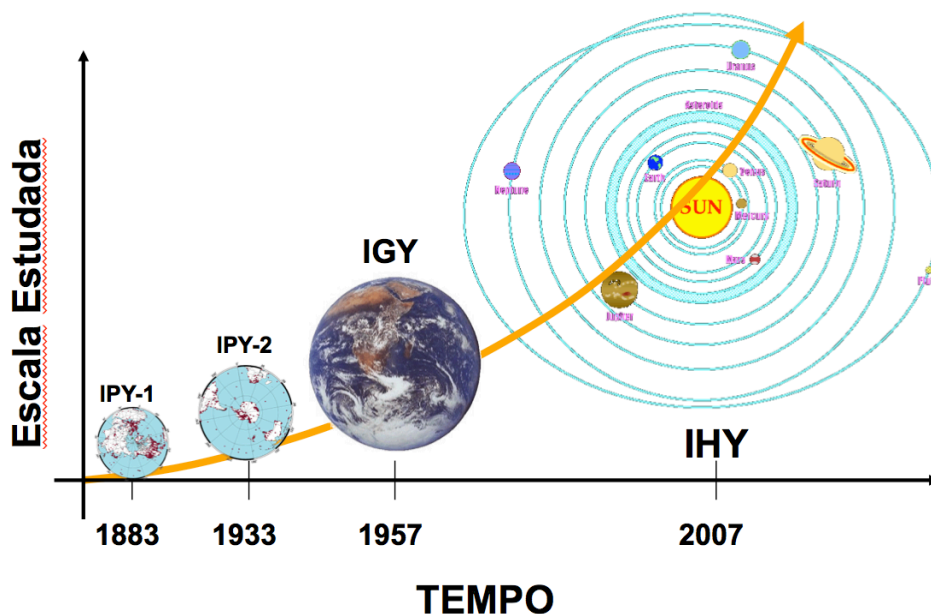 Escala Estudada
IPY-1
IPY-2
IGY
IHY
Uranus
Asteroids
Neptune
Earth
Venus
Saturn
SUN
Mercury
Mars
Jupiter
1883
1933
1957
2007
TEMPO